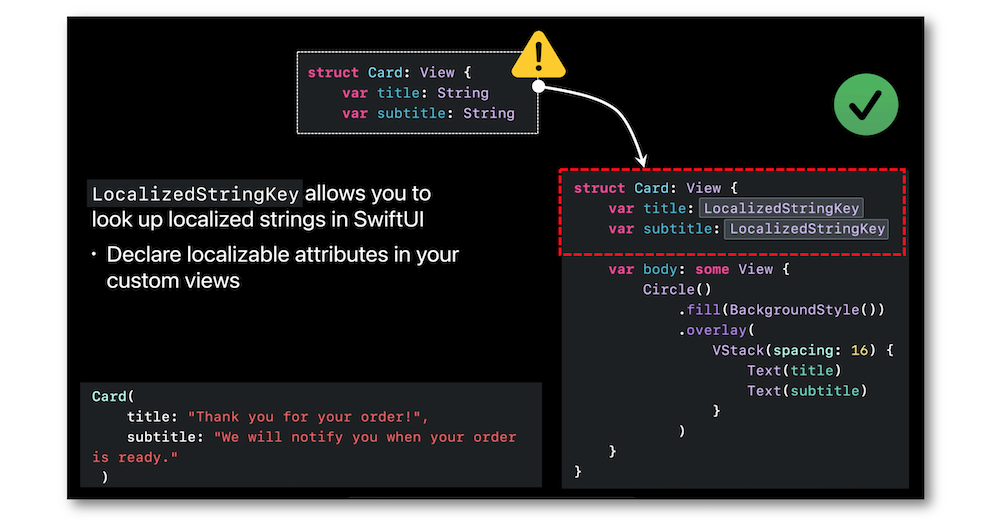 struct Card: View {
var title: String
var subtitle: String
LocalizedStringKey allows you to
look up localized strings in SwiftUI
• Declare localizable attributes in your
custom views
Card(
title: "Thank you for your order!",
subtitle: "We will notify you when your order
is ready."
)
struct Card: View {
var title: LocalizedStringKey
var subtitle: LocalizedStringKey
var body: some View {
Circle()
.fill(BackgroundStyle())
.overlay(
VStack(spacing: 16) {
Text(title)
Text(subtitle)
}
)
}
}